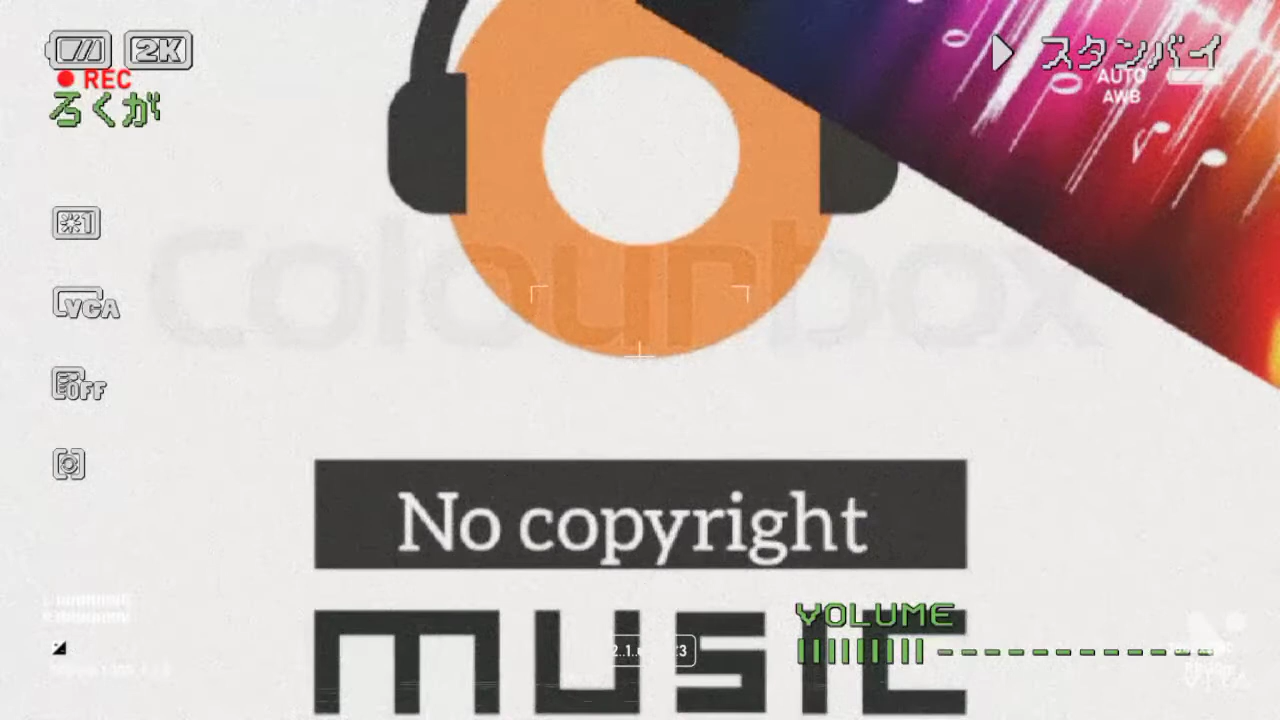 2K
スタンバイ
REC
AUTO
AWB
ろくが
VGA
OFF
colourbox
No copyright
music
VOLUME